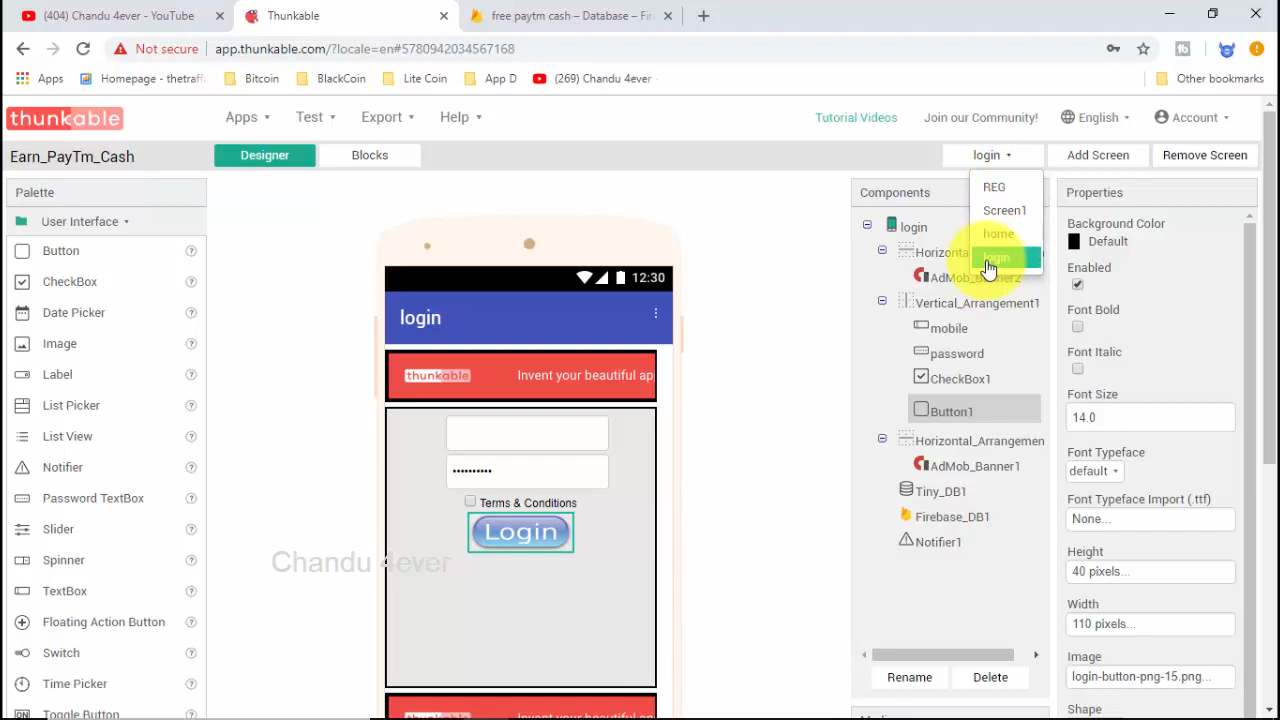 (404) Chandu 4ever - YouTube
Thunkable
free paytm cash – Database – Fir
Not secure
app.thunkable.com/?locale=en#5780942034567168
Apps
Homepage - thetraffi
Bitcoin
BlackCoin
Lite Coin
App D
(269) Chandu 4ever -
Other bookmarks
thunkable
Apps
Test
Export
Help
Tutorial Videos
Join our Community!
English
Account
Earn_PayTm_Cash
Designer
Blocks
login
Add Screen
Remove Screen
REG
Screen1
home
login
Palette
User Interface
Button
CheckBox
Date Picker
Image
Label
List Picker
List View
Notifier
Password TextBox
Slider
Spinner
TextBox
Floating Action Button
Switch
Time Picker
Toggle Button
12:30
login
thunkable
Invent your beautiful ap
••••••••••
Terms & Conditions
Login
Chandu 4ever
Invent your beautiful ap
Components
login
Horizonta
AdMob_Banner2
Vertical_Arrangement1
mobile
password
CheckBox1
Button1
Horizontal_Arrangemen
AdMob_Banner1
Tiny_DB1
Firebase_DB1
Notifier1
Rename
Delete
Properties
Background Color
Default
Enabled
Font Bold
Font Italic
Font Size
14.0
Font Typeface
default
Font Typeface Import (.ttf)
None...
Height
40 pixels...
Width
110 pixels...
Image
login-button-png-15.png...
Shape